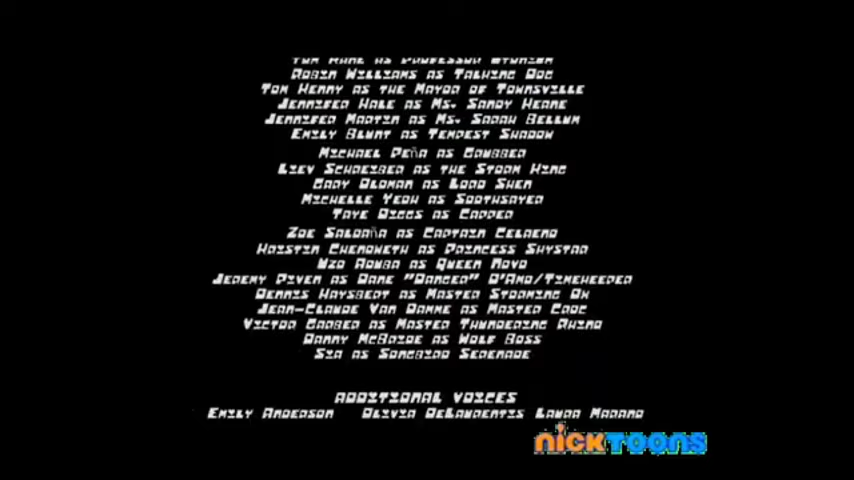 Tom Kane as Professor Utonium
Robin Williams as Talking Dog
Tom Kenny as the Mayor of Townsville
Jennifer Hale as Ms. Sandy Keane
Jennifer Martin as Ms. Sarah Bellum
Emily Blunt as Tempest Shadow
Michael Peña as Grubber
Liev Schreiber as the Storm King
Gary Oldman as Lord Shen
Michelle Yeoh as Soothsayer
Taye Diggs as Capper
Zoe Saldaña as Captain Celaeno
Kristin Chenoweth as Princess Skystar
Uzo Aduba as Queen Novo
Jeremy Piven as Dane "Danger" D'Amo/Timekeeper
Dennis Haysbert as Master Storming Ox
Jean-Claude Van Damme as Master Croc
Victor Garber as Master Thundering Rhino
Danny McBride as Wolf Boss
Sia as Songbird Serenade
ADDITIONAL VOICES
Emily Anderson Olivia DeLaurentis Laura Marano
nicktoons